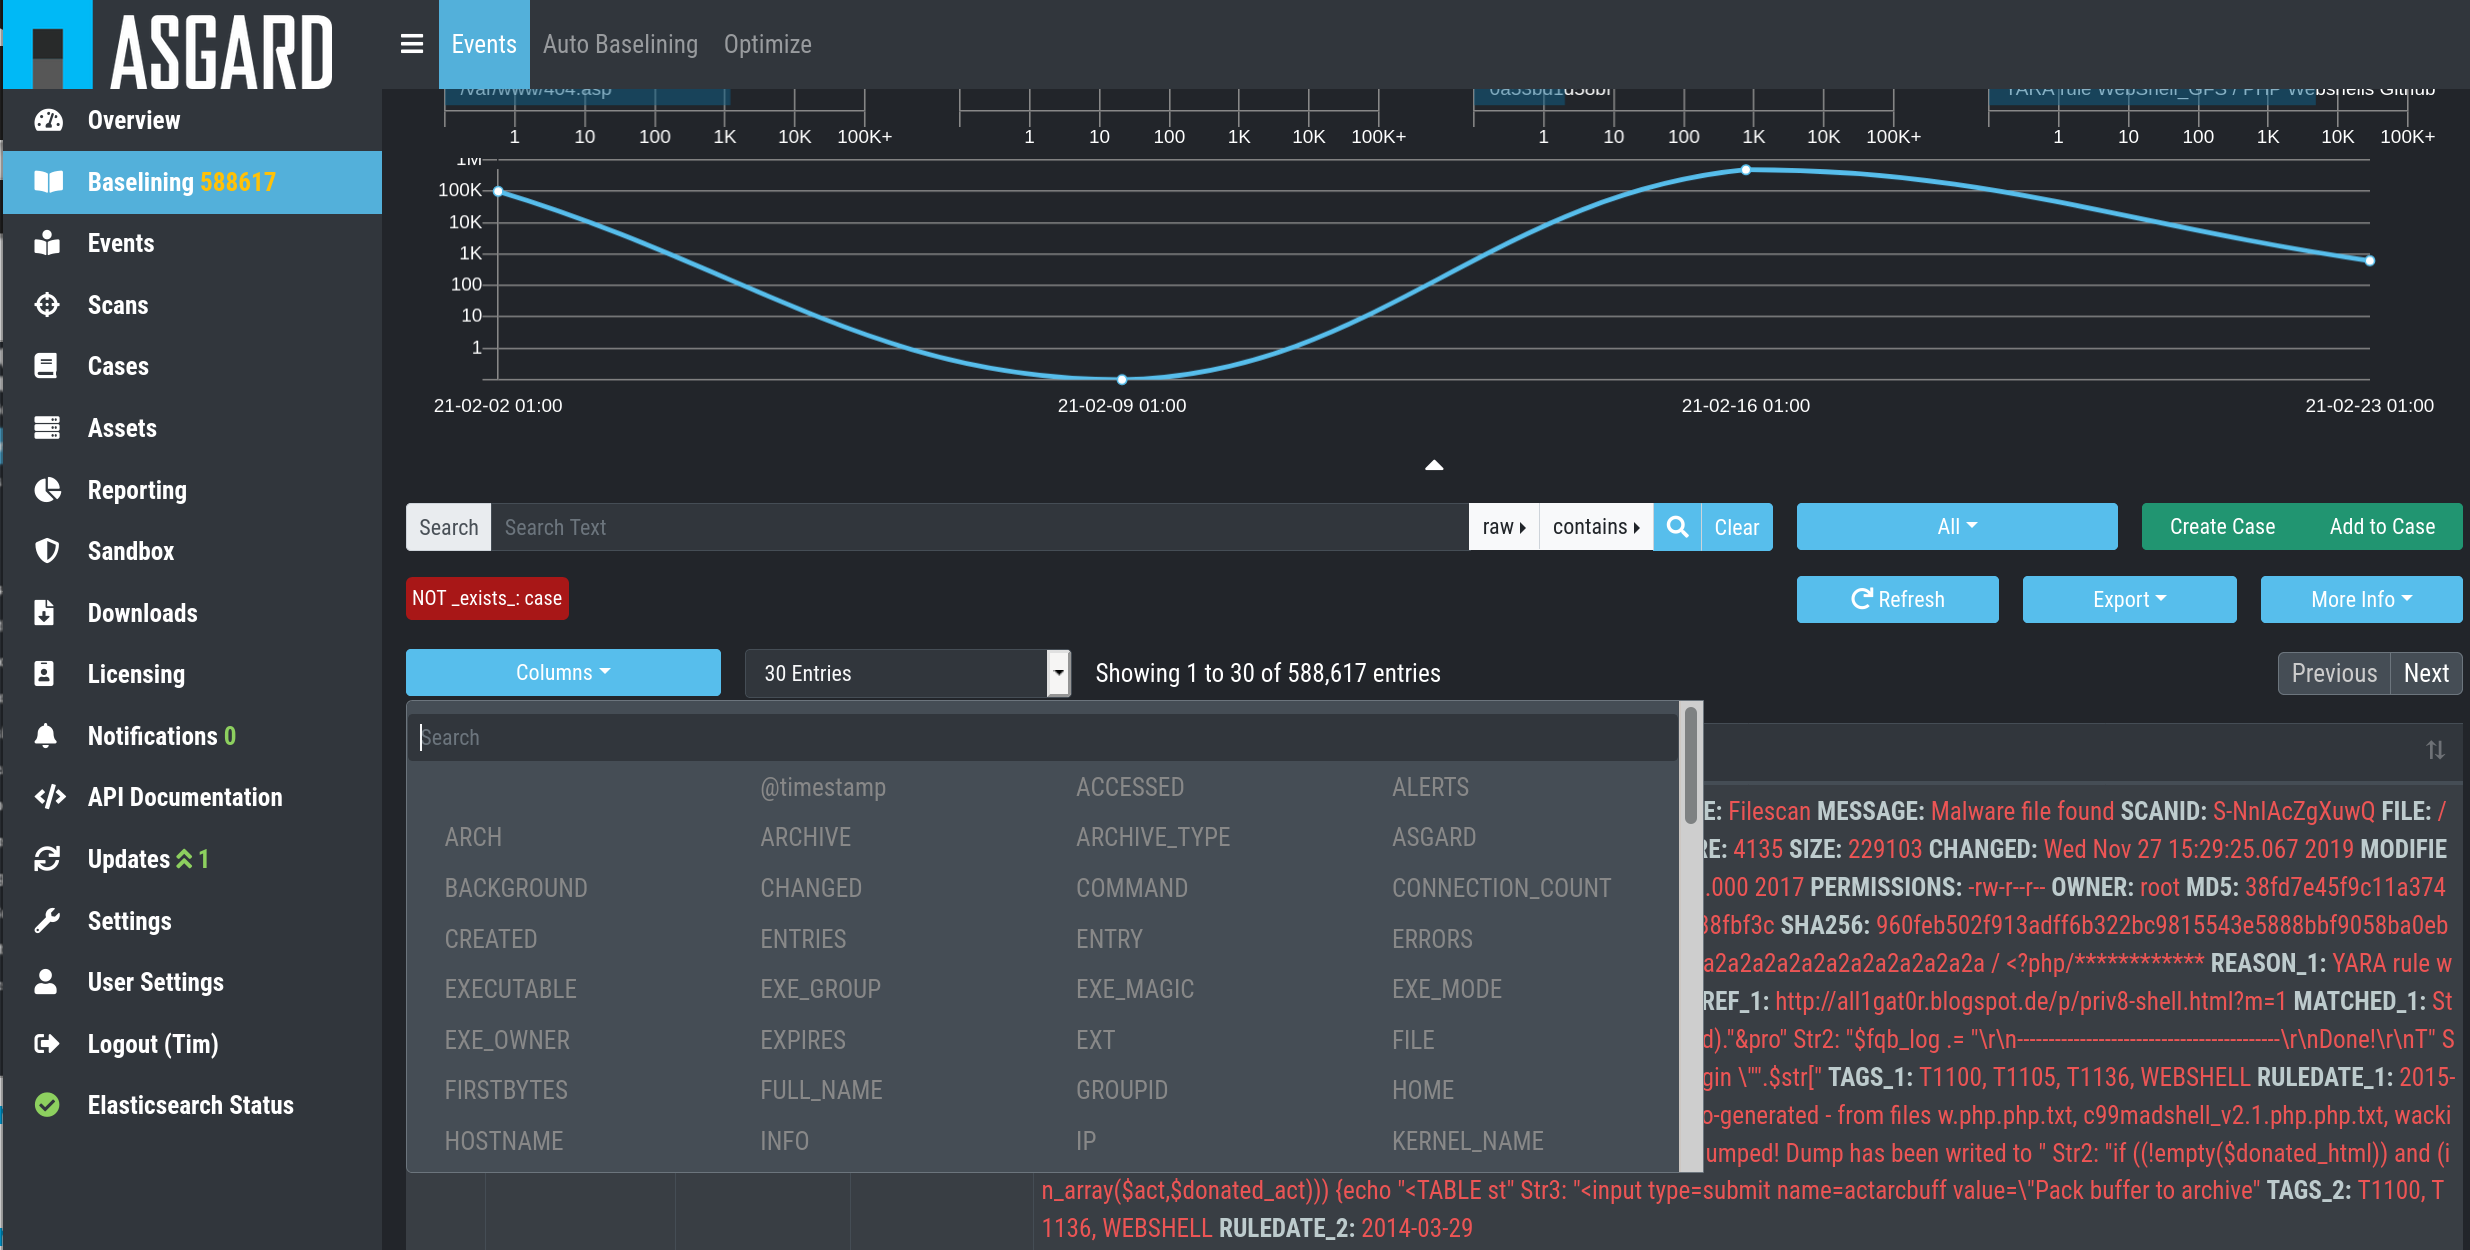 ASGARD
Events Auto Baselining Optimize
Overview
Baselining 588617
Events
Scans
Cases
Assets
Reporting
Sandbox
Downloads
Licensing
Notifications 0
API Documentation
Updates 1
Settings
User Settings
Logout (Tim)
Elasticsearch Status
/var/www/404.asp
YARA rule WebShell_GFS / PHP Webshells Github
1 10 100 1K 10K 100K+
1 10 100 1K 10K 100K+
1 10 100 1K 10K 100K+
1 10 100 1K 10K 100K+
1M
100K
10K
1K
100
10
1
21-02-02 01:00 21-02-09 01:00 21-02-16 01:00 21-02-23 01:00
Search Search Text raw contains Clear All Create Case Add to Case
NOT _exists_: case Refresh Export More Info
Columns 30 Entries Showing 1 to 30 of 588,617 entries Previous Next
Search
@timestamp ACCESSED ALERTS
ARCH ARCHIVE ARCHIVE_TYPE ASGARD
BACKGROUND CHANGED COMMAND CONNECTION_COUNT
CREATED ENTRIES ENTRY ERRORS
EXECUTABLE EXE_GROUP EXE_MAGIC EXE_MODE
EXE_OWNER EXPIRES EXT FILE
FIRSTBYTES FULL_NAME GROUPID HOME
HOSTNAME INFO IP KERNEL_NAME
E: Filescan MESSAGE: Malware file found SCANID: S-NnIAcZgXuwQ FILE: /
RE: 4135 SIZE: 229103 CHANGED: Wed Nov 27 15:29:25.067 2019 MODIFIE
.000 2017 PERMISSIONS: -rw-r--r-- OWNER: root MD5: 38fd7e45f9c11a374
38fbf3c SHA256: 960feb502f913adff6b322bc9815543e5888bbf9058ba0eb
a2a2a2a2a2a2a2a2a2a2a2a / <?php/************ REASON_1: YARA rule w
REF_1: http://all1gat0r.blogspot.de/p/priv8-shell.html?m=1 MATCHED_1: St
d)."&pro" Str2: "$fqb_log .= "\r\n------------------------------------------\r\nDone!\r\nT" S
gin \"".$str[" TAGS_1: T1100, T1105, T1136, WEBSHELL RULEDATE_1: 2015-
o-generated - from files w.php.php.txt, c99madshell_v2.1.php.php.txt, wacki
umped! Dump has been writed to " Str2: "if ((!empty($donated_html)) and (i
n_array($act,$donated_act))) {echo "<TABLE st" Str3: "<input type=submit name=actarcbuff value=\"Pack buffer to archive" TAGS_2: T1100, T
1136, WEBSHELL RULEDATE_2: 2014-03-29